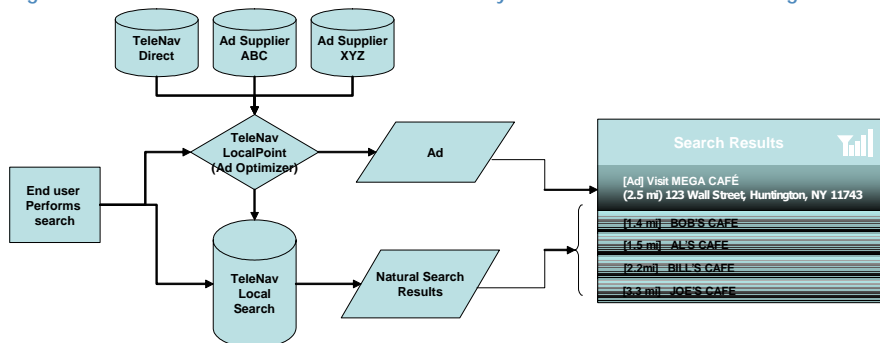 TeleNav
Direct
Ad Supplier
ABC
Ad Supplier
XYZ
TeleNav
LocalPoint
(Ad Optimizer)
Ad
End user
Performs
search
TeleNav
Local
Search
Natural Search
Results
Search Results
[Ad] Visit MEGA CAFÉ
(2.5 mi) 123 Wall Street, Huntington, NY 11743
[1.4 mi] BOB'S CAFE
[1.5 mi] AL'S CAFE
[2.2mi] BILL'S CAFE
[3.3 mi] JOE'S CAFE